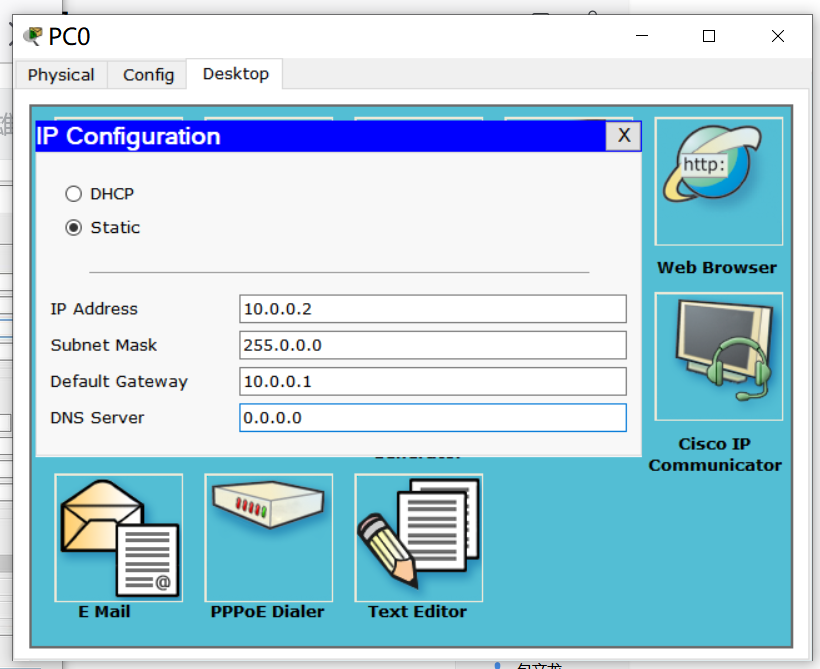 PC0
Physical Config Desktop
IP Configuration X
http:
DHCP
Static
Web Browser
IP Address 10.0.0.2
Subnet Mask 255.0.0.0
Default Gateway 10.0.0.1
DNS Server 0.0.0.0
Cisco IP
Communicator
@
E Mail PPPoE Dialer Text Editor